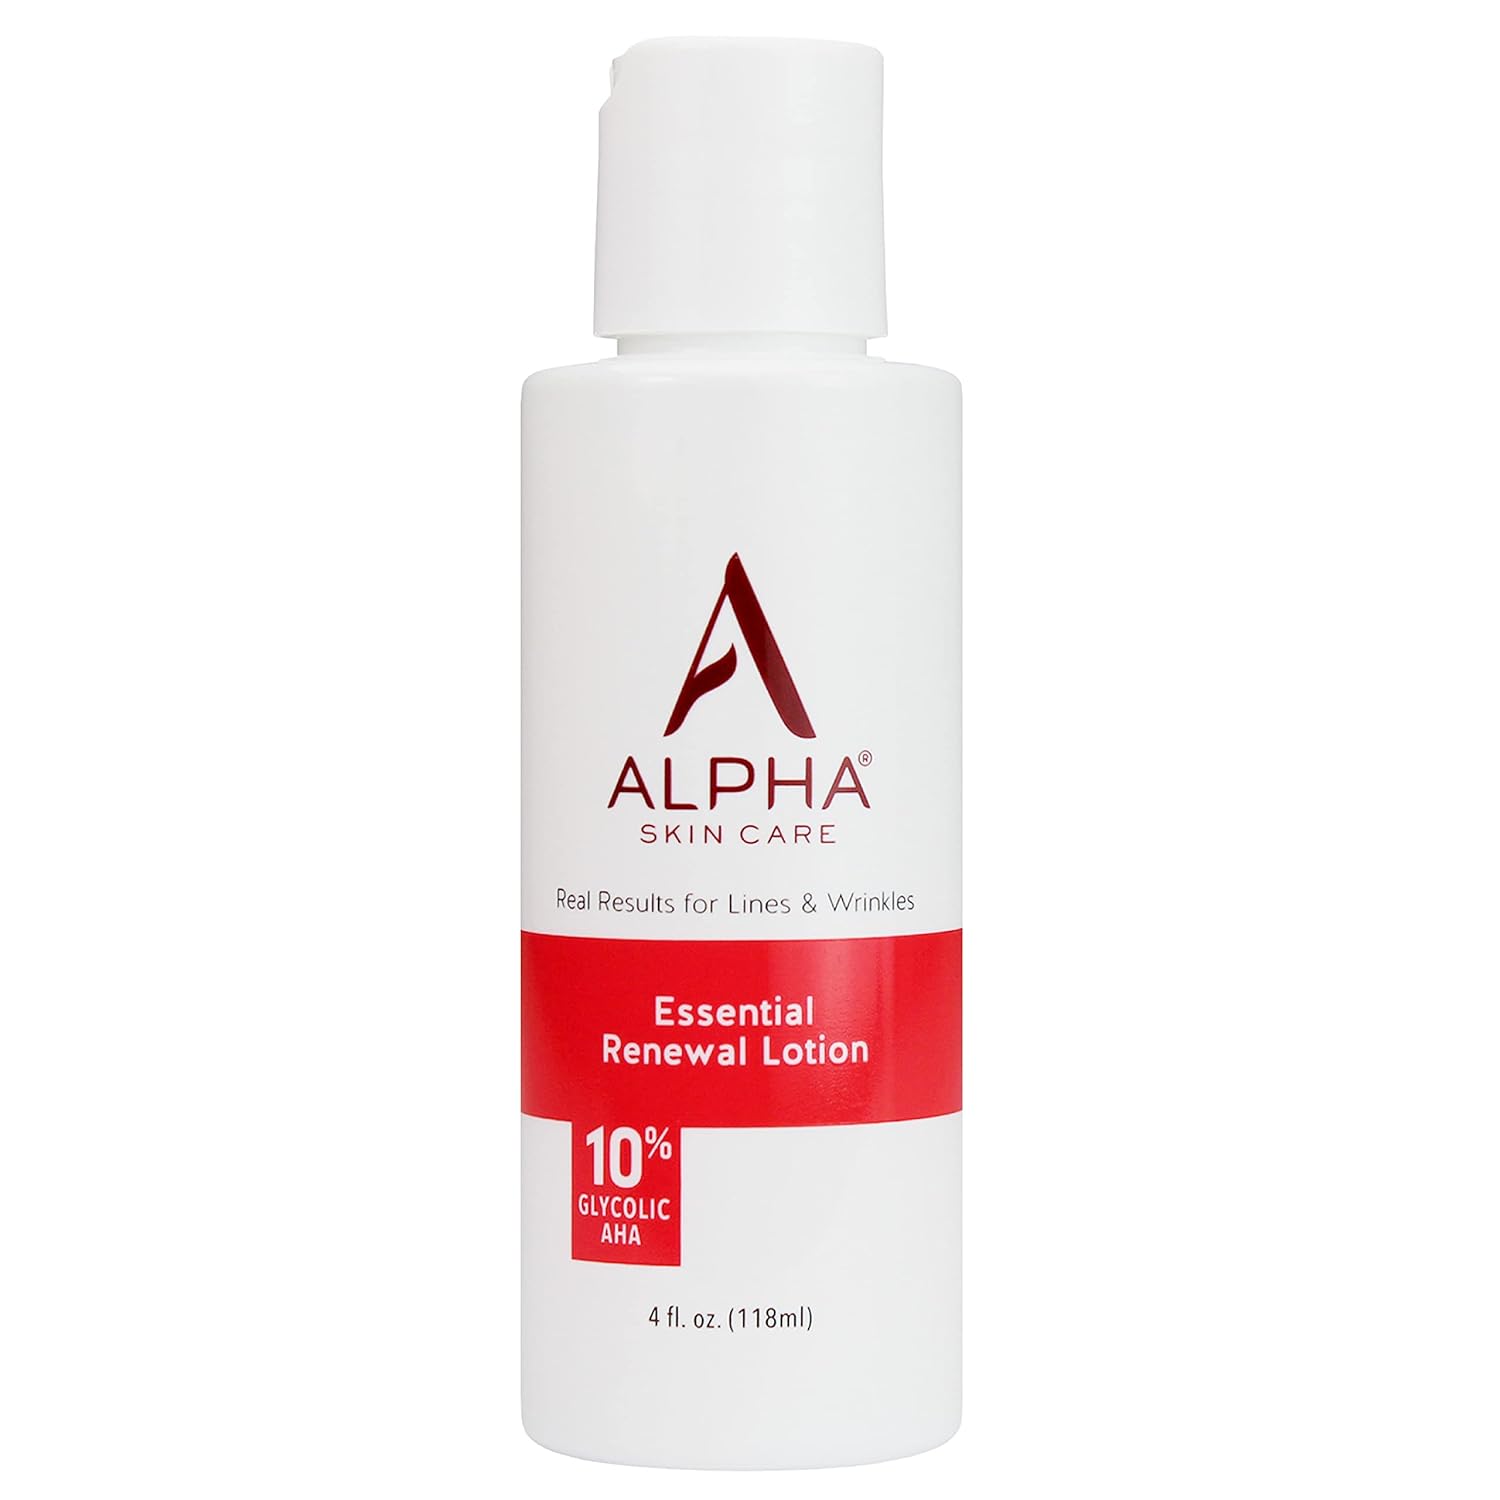 ALPHA®
SKIN CARE
Real Results for Lines & Wrinkles
Essential
Renewal Lotion
10%
GLYCOLIC
AHA
4 fl. oz. (118ml)